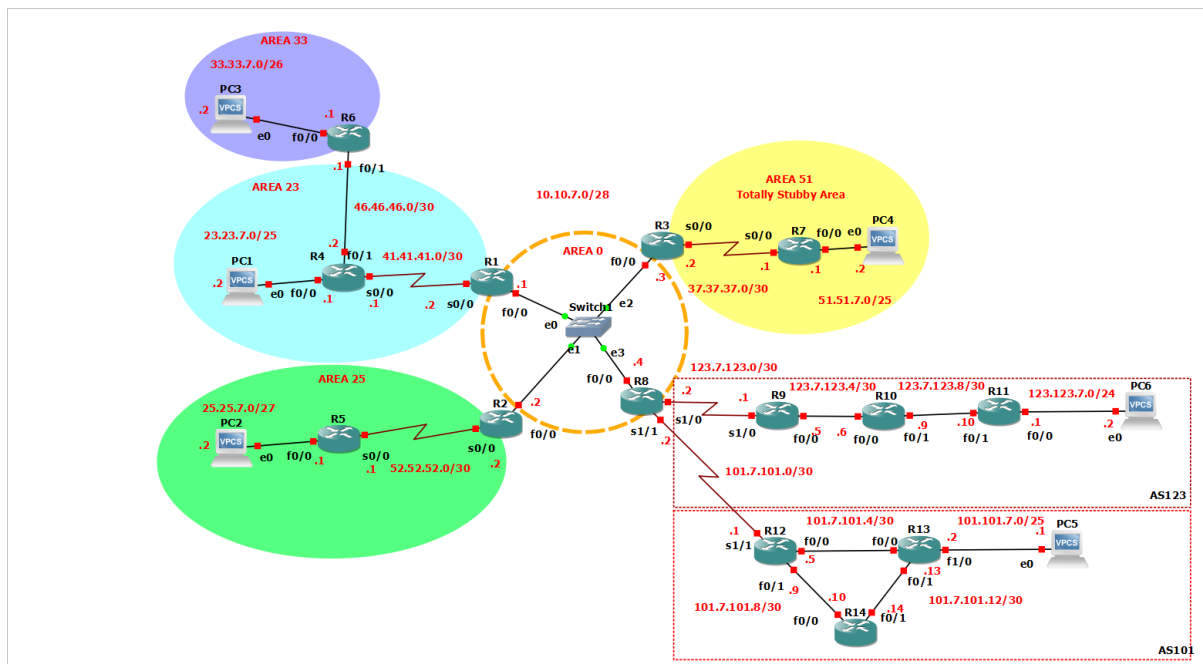 AREA 33
33.33.7.0/26
PC3
VPCS
.2
e0
f0/0
.1
R6
f0/1
.1
AREA 23
46.46.46.0/30
23.23.7.0/25
PC1
VPCS
.2
e0
f0/0
.1
R4
.2
f0/1
41.41.41.0/30
s0/0
.1
R1
.2
s0/0
.1
f0/0
10.10.7.0/28
AREA 0
Switch1
e0
e1
e2
e3
AREA 51
Totally Stubby Area
R3
s0/0
f0/0
.3
.2
37.37.37.0/30
s0/0
.1
R7
f0/0
.1
e0
.2
PC4
VPCS
51.51.7.0/25
AREA 25
25.25.7.0/27
PC2
VPCS
.2
e0
f0/0
.1
R5
s0/0
.1
52.52.52.0/30
R2
s0/0
.2
.2
f0/0
.4
f0/0
R8
.2
s1/0
s1/1
.2
123.7.123.0/30
.1
s1/0
R9
123.7.123.4/30
f0/0
.5
.6
R10
f0/0
123.7.123.8/30
.9
f0/1
.10
f0/1
R11
123.123.7.0/24
.1
f0/0
.2
e0
PC6
VPCS
AS123
101.7.101.0/30
.1
s1/1
R12
101.7.101.4/30
f0/0
.5
f0/0
R13
101.101.7.0/25
.2
f1/0
.1
e0
PC5
VPCS
f0/1
.9
101.7.101.8/30
.10
f0/0
R14
.14
f0/1
.13
f0/1
101.7.101.12/30
AS101